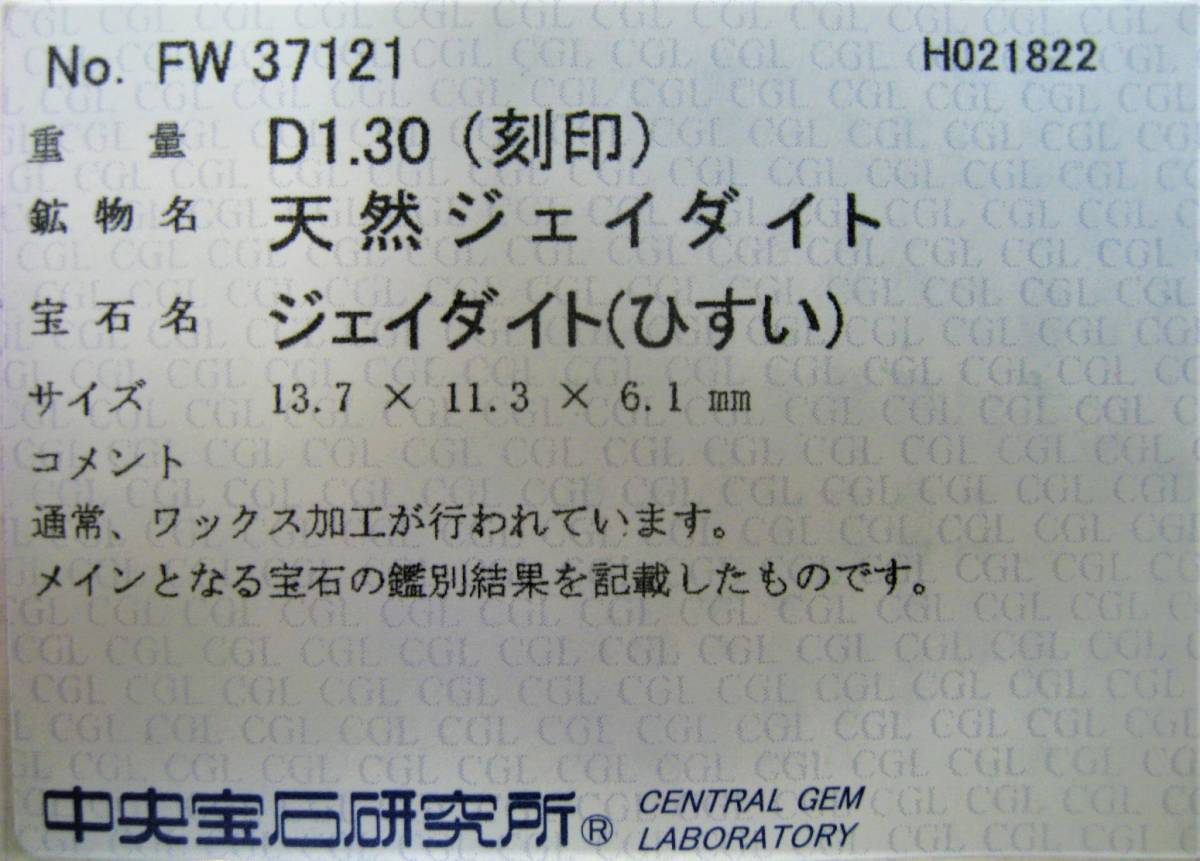 No. FW 37121 H021822
重量 D1.30（刻印）
鉱物名 天然ジェイダイト
宝石名 ジェイダイト(ひすい)
サイズ 13.7 × 11.3 × 6.1 mm
コメント
通常、ワックス加工が行われています。
メインとなる宝石の鑑別結果を記載したものです。
中央宝石研究所® CENTRAL GEM
LABORATORY